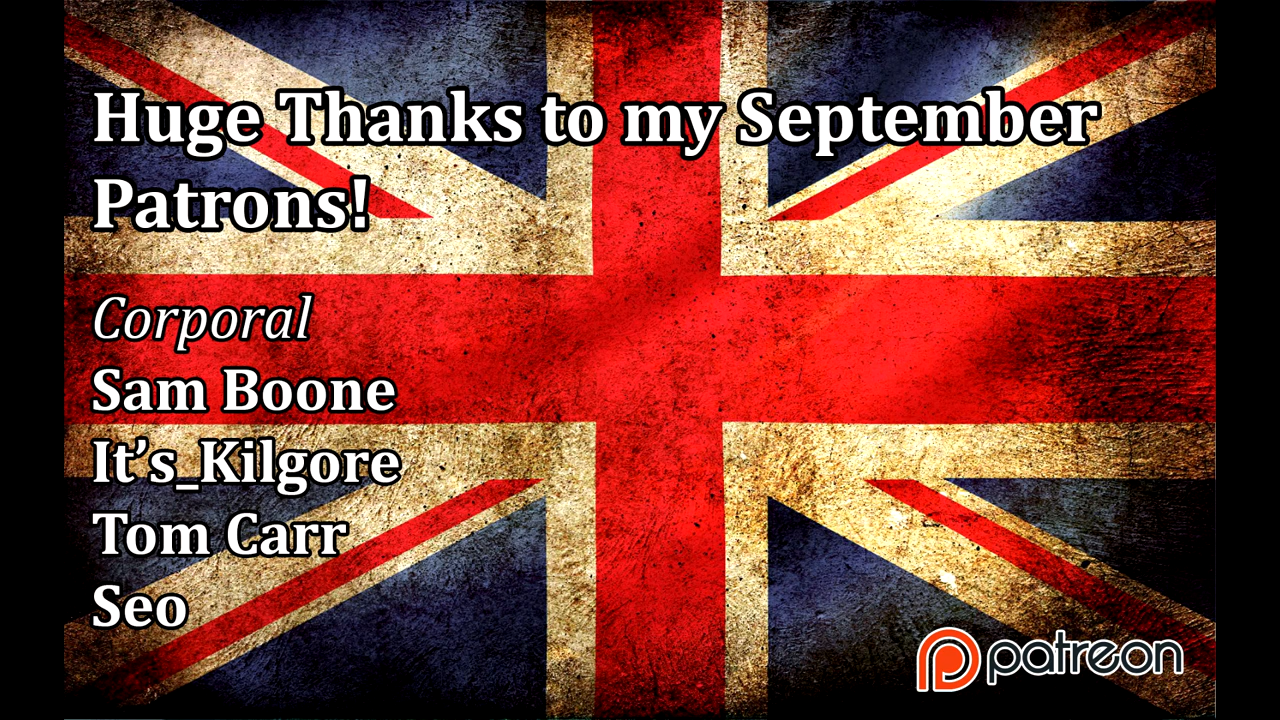 Huge Thanks to my September
Patrons!
Corporal
Sam Boone
It’s_Kilgore
Tom Carr
Seo
patreon